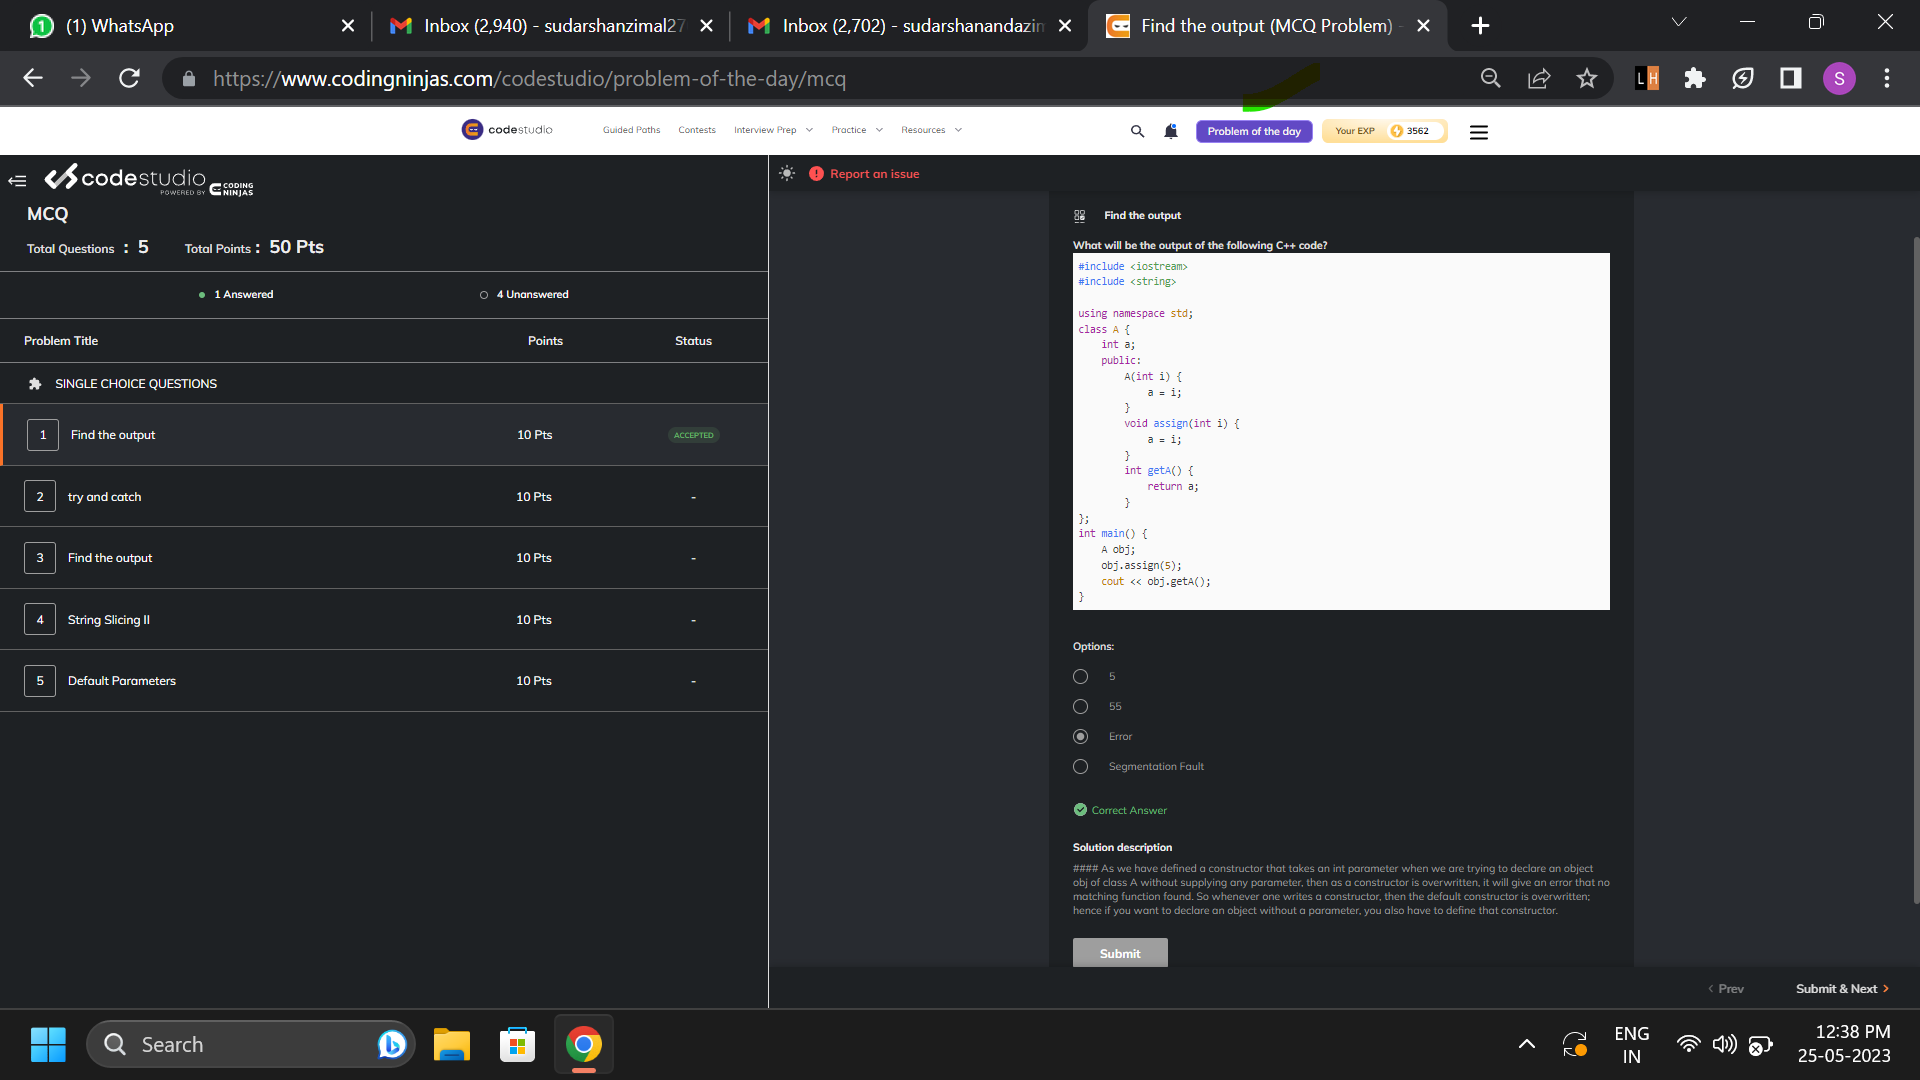 (1) WhatsApp
Inbox (2,940) - sudarshanzimal27
Inbox (2,702) - sudarshanandazim
Find the output (MCQ Problem) -
https://www.codingninjas.com/codestudio/problem-of-the-day/mcq
L H
S
codestudio
Guided Paths Contests Interview Prep Practice Resources
Problem of the day
Your EXP 3562
codestudio
POWERED BY CODING NINJAS
Report an issue
MCQ
Total Questions : 5 Total Points : 50 Pts
1 Answered 4 Unanswered
Problem Title Points Status
SINGLE CHOICE QUESTIONS
1 Find the output 10 Pts ACCEPTED
2 try and catch 10 Pts -
3 Find the output 10 Pts -
4 String Slicing II 10 Pts -
5 Default Parameters 10 Pts -
Find the output
What will be the output of the following C++ code?
#include <iostream>
#include <string>
using namespace std;
class A {
int a;
public:
A(int i) {
a = i;
}
void assign(int i) {
a = i;
}
int getA() {
return a;
}
};
int main() {
A obj;
obj.assign(5);
cout << obj.getA();
}
Options:
5
55
Error
Segmentation Fault
Correct Answer
Solution description
#### As we have defined a constructor that takes an int parameter when we are trying to declare an object
obj of class A without supplying any parameter, then as a constructor is overwritten, it will give an error that no
matching function found. So whenever one writes a constructor, then the default constructor is overwritten;
hence if you want to declare an object without a parameter, you also have to define that constructor.
Submit
Prev Submit & Next
Search
ENG
IN
12:38 PM
25-05-2023